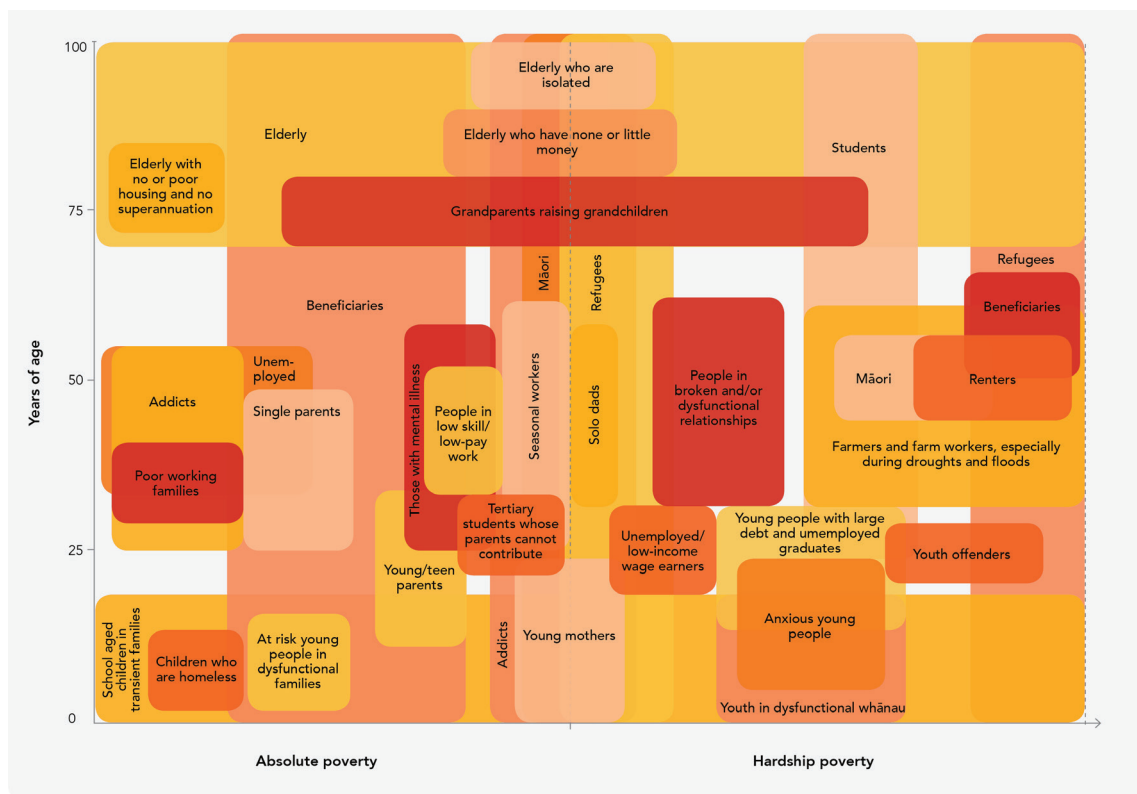 100
75
50
25
0
Years of age
Absolute poverty
Hardship poverty
Elderly who are
isolated
Elderly
Elderly who have none or little
money
Students
Elderly with
no or poor
housing and no
superannuation
Grandparents raising grandchildren
Māori
Refugees
Refugees
Beneficiaries
Beneficiaries
Unem-
ployed
Addicts
Single parents
Those with mental illness
People in
low skill/
low-pay
work
Seasonal workers
Solo dads
People in
broken and/or
dysfunctional
relationships
Māori
Renters
Farmers and farm workers, especially
during droughts and floods
Poor working
families
Tertiary
students whose
parents cannot
contribute
Unemployed/
low-income
wage earners
Young people with large
debt and unemployed
graduates
Youth offenders
Young/teen
parents
School aged
children in
transient families
Children who
are homeless
At risk young
people in
dysfunctional
families
Addicts
Young mothers
Anxious young
people
Youth in dysfunctional whānau